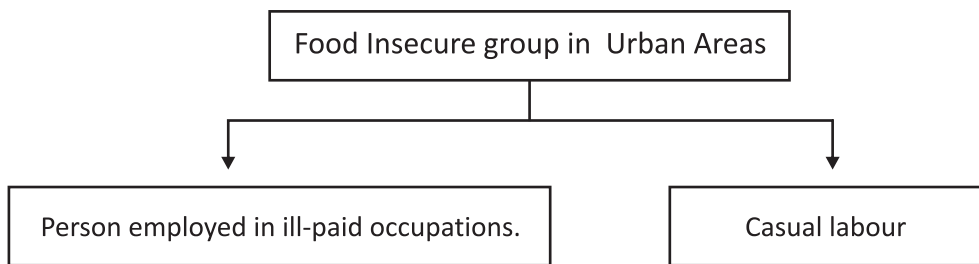 Food Insecure group in Urban Areas
Person employed in ill-paid occupations.
Casual labour